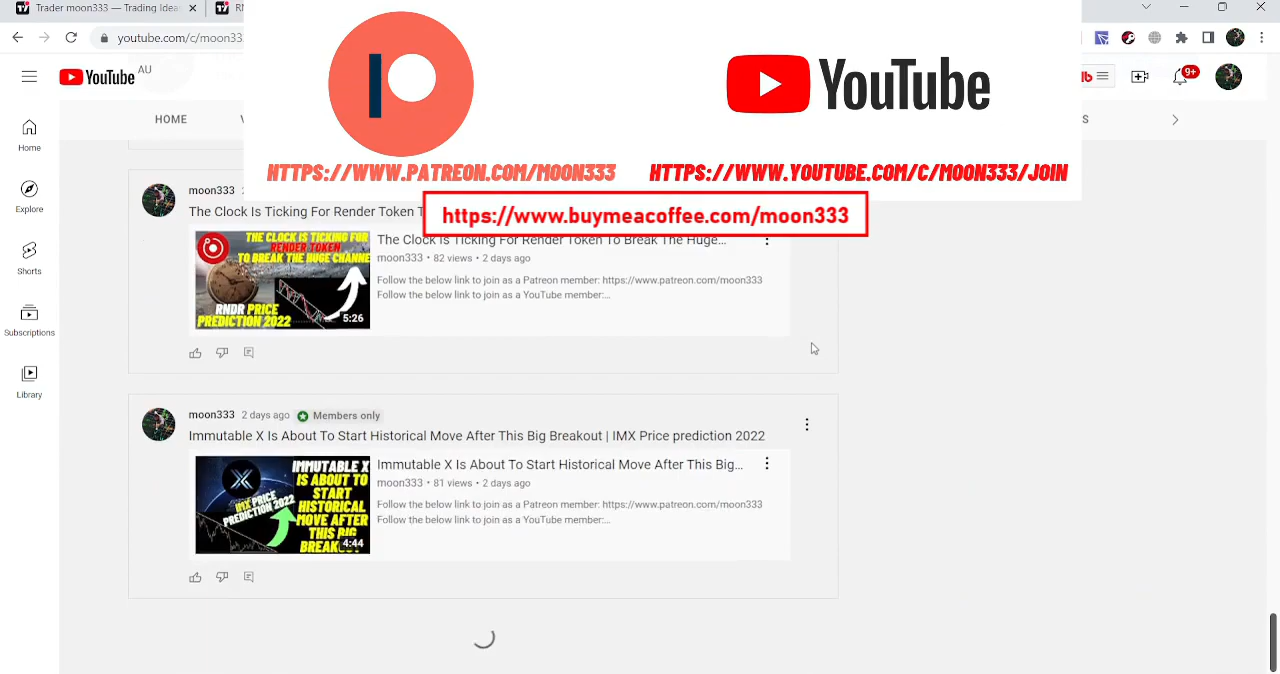 Trader moon333 — Trading Ideas
youtube.com/c/moon333
YouTube
AU
YouTube
HTTPS://WWW.PATREON.COM/MOON333
HTTPS://WWW.YOUTUBE.COM/C/MOON333/JOIN
https://www.buymeacoffee.com/moon333
9+
HOME
S
Home
Explore
Shorts
Subscriptions
Library
moon333
The Clock Is Ticking For Render Token T
THE CLOCK IS TICKING FOR
RENDER TOKEN
TO BREAK THE HUGE CHANNE
RNDR PRICE
PREDICTION 2022
5:26
The Clock Is Ticking For Render Token To Break The Huge...
moon333 • 82 views • 2 days ago
Follow the below link to join as a Patreon member: https://www.patreon.com/moon333
Follow the below link to join as a YouTube member:...
moon333 2 days ago Members only
Immutable X Is About To Start Historical Move After This Big Breakout | IMX Price prediction 2022
IMMUTABLE X
IS ABOUT TO
START
HISTORICAL
MOVE AFTER
THIS BIG
BREAKOUT
IMX PRICE
PREDICTION 2022
4:44
Immutable X Is About To Start Historical Move After This Big...
moon333 • 81 views • 2 days ago
Follow the below link to join as a Patreon member: https://www.patreon.com/moon333
Follow the below link to join as a YouTube member:...